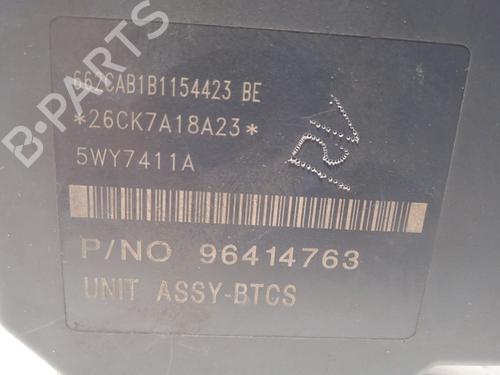 662CAB1B1154423 BE
*26CK7A18A23*
5WY7411A
P/NO 96414763
UNIT ASSY-BTCS
B-PARTS